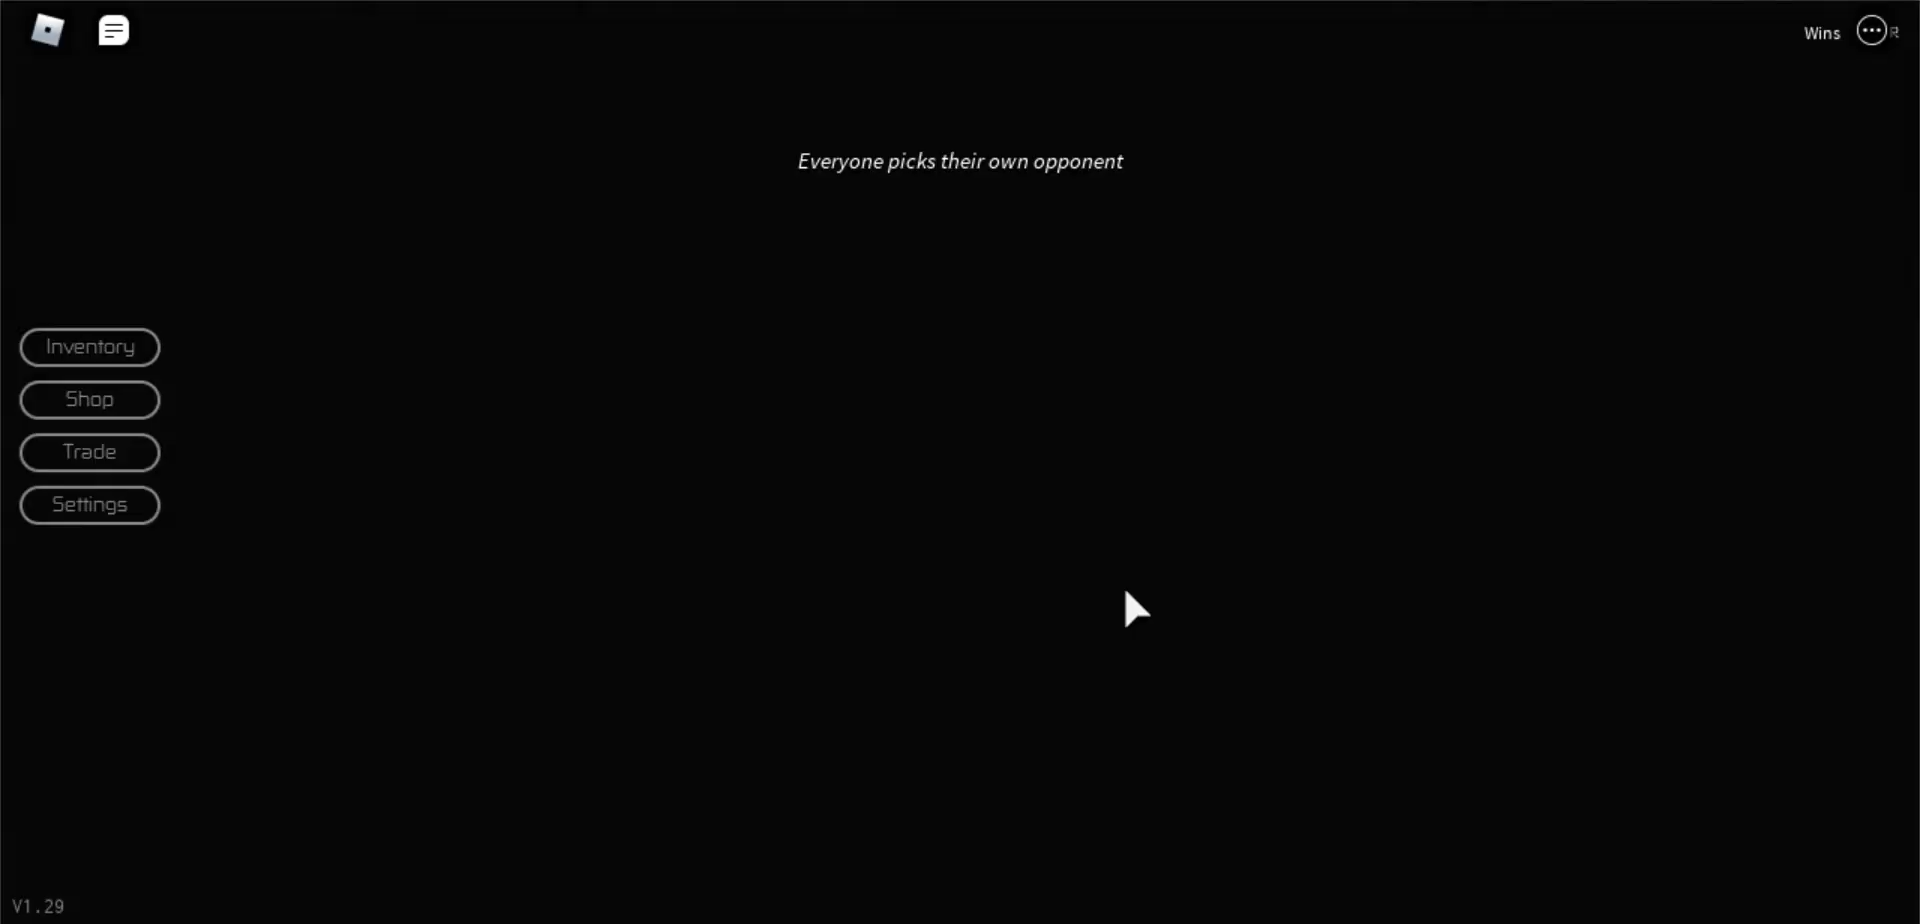 Wins R
Everyone picks their own opponent
Inventory
Shop
Trade
Settings
V1.29